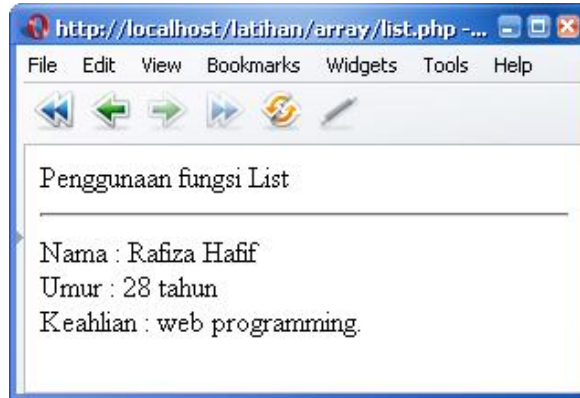 http://localhost/latihan/array/list.php -...
File Edit View Bookmarks Widgets Tools Help
Penggunaan fungsi List
Nama : Rafiza Hafif
Umur : 28 tahun
Keahlian : web programming.